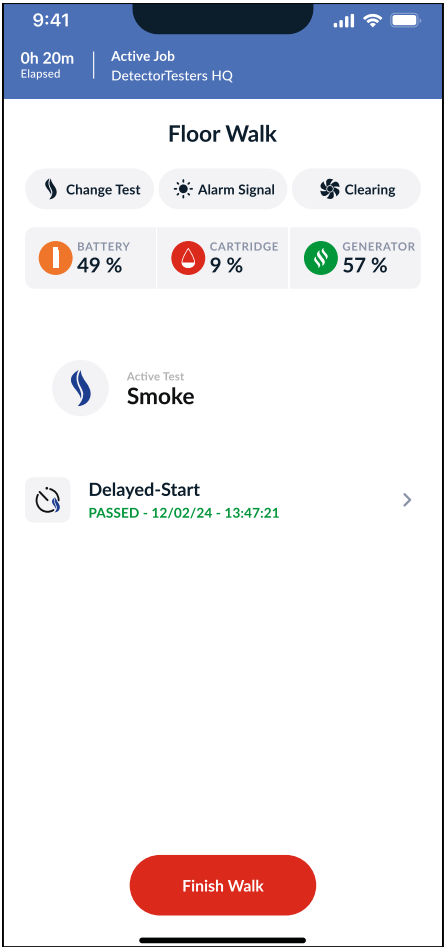 9:41
0h 20m
Elapsed
Active Job
DetectorTesters HQ
Floor Walk
Change Test
Alarm Signal
Clearing
BATTERY
49 %
CARTRIDGE
9 %
GENERATOR
57 %
Active Test
Smoke
Delayed-Start
PASSED - 12/02/24 - 13:47:21
Finish Walk